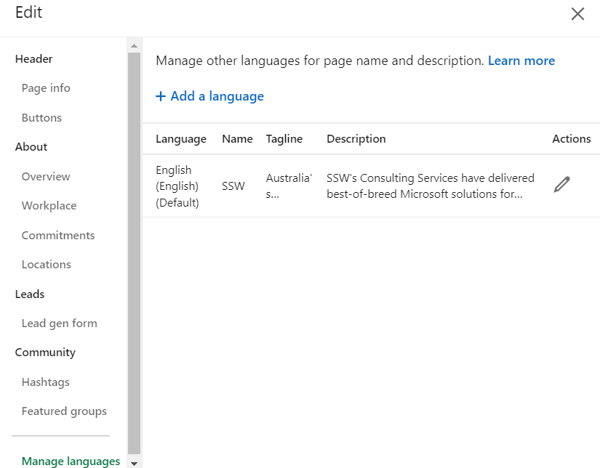 Edit
Header
Page info
Buttons
About
Overview
Workplace
Commitments
Locations
Leads
Lead gen form
Community
Hashtags
Featured groups
Manage languages
Manage other languages for page name and description. Learn more
+ Add a language
Language Name Tagline Description Actions
English
(English)
(Default)
SSW
Australia'
s...
SSW's Consulting Services have delivered
best-of-breed Microsoft solutions for...